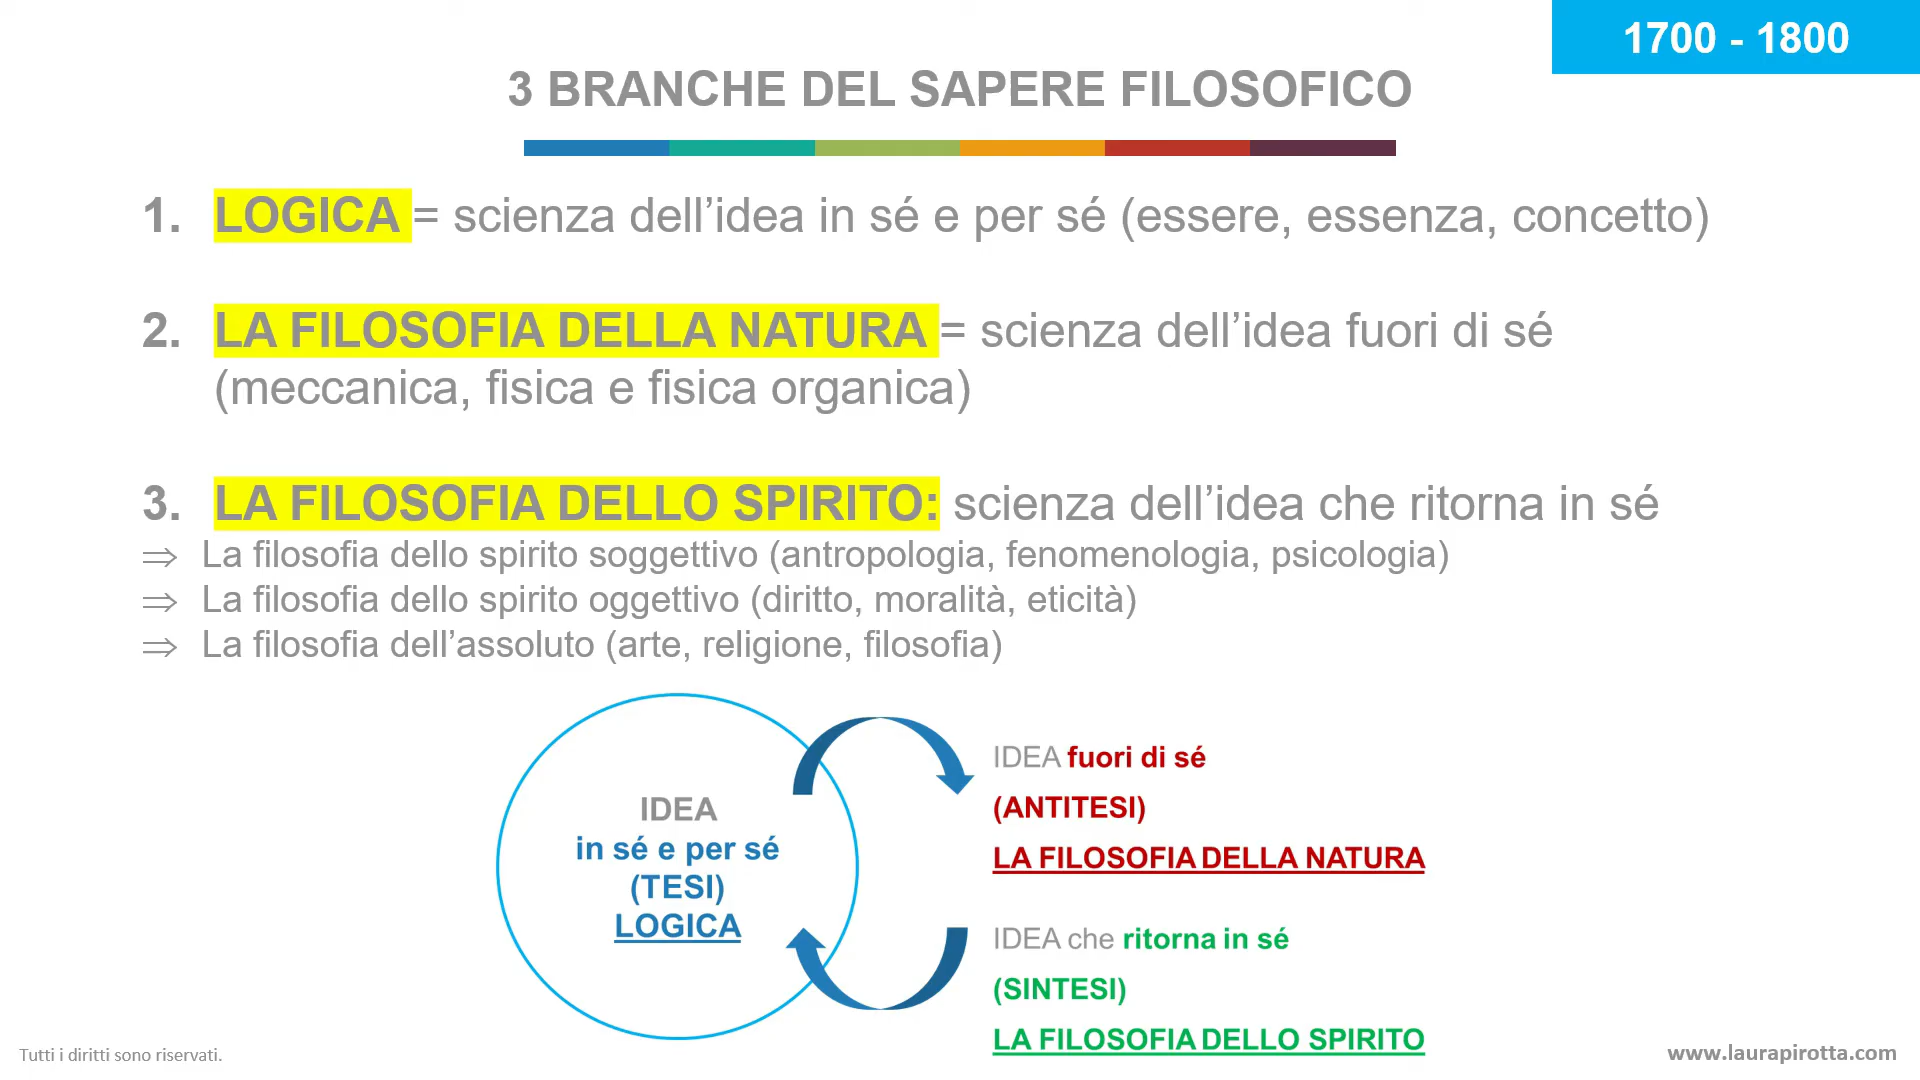 1700 - 1800
3 BRANCHE DEL SAPERE FILOSOFICO
1. LOGICA = scienza dell’idea in sé e per sé (essere, essenza, concetto)
2. LA FILOSOFIA DELLA NATURA = scienza dell’idea fuori di sé
(meccanica, fisica e fisica organica)
3. LA FILOSOFIA DELLO SPIRITO: scienza dell’idea che ritorna in sé
⇒ La filosofia dello spirito soggettivo (antropologia, fenomenologia, psicologia)
⇒ La filosofia dello spirito oggettivo (diritto, moralità, eticità)
⇒ La filosofia dell’assoluto (arte, religione, filosofia)
IDEA
in sé e per sé
(TESI)
LOGICA
IDEA fuori di sé
(ANTITESI)
LA FILOSOFIA DELLA NATURA
IDEA che ritorna in sé
(SINTESI)
LA FILOSOFIA DELLO SPIRITO
Tutti i diritti sono riservati.
www.laurapirotta.com